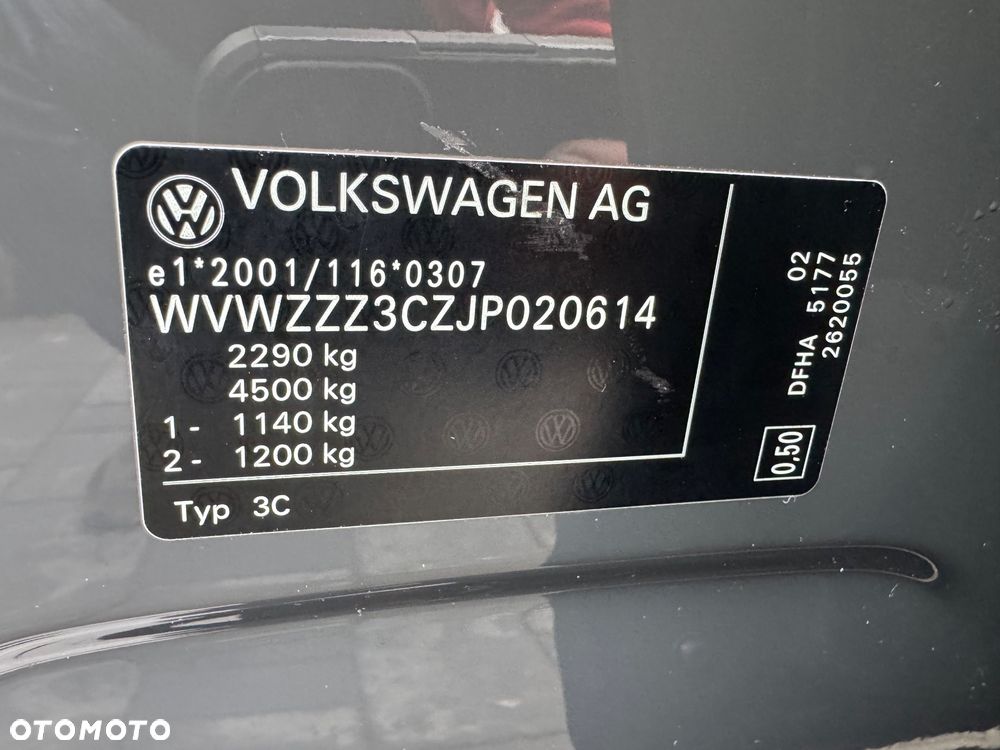 VOLKSWAGEN AG
e1*2001/116*0307
WVWZZZ3CZJP020614
2290 kg
4500 kg
1 - 1140 kg
2 - 1200 kg
Typ 3C
02
DFHA 5177
2620055
0,50
OTOMOTO